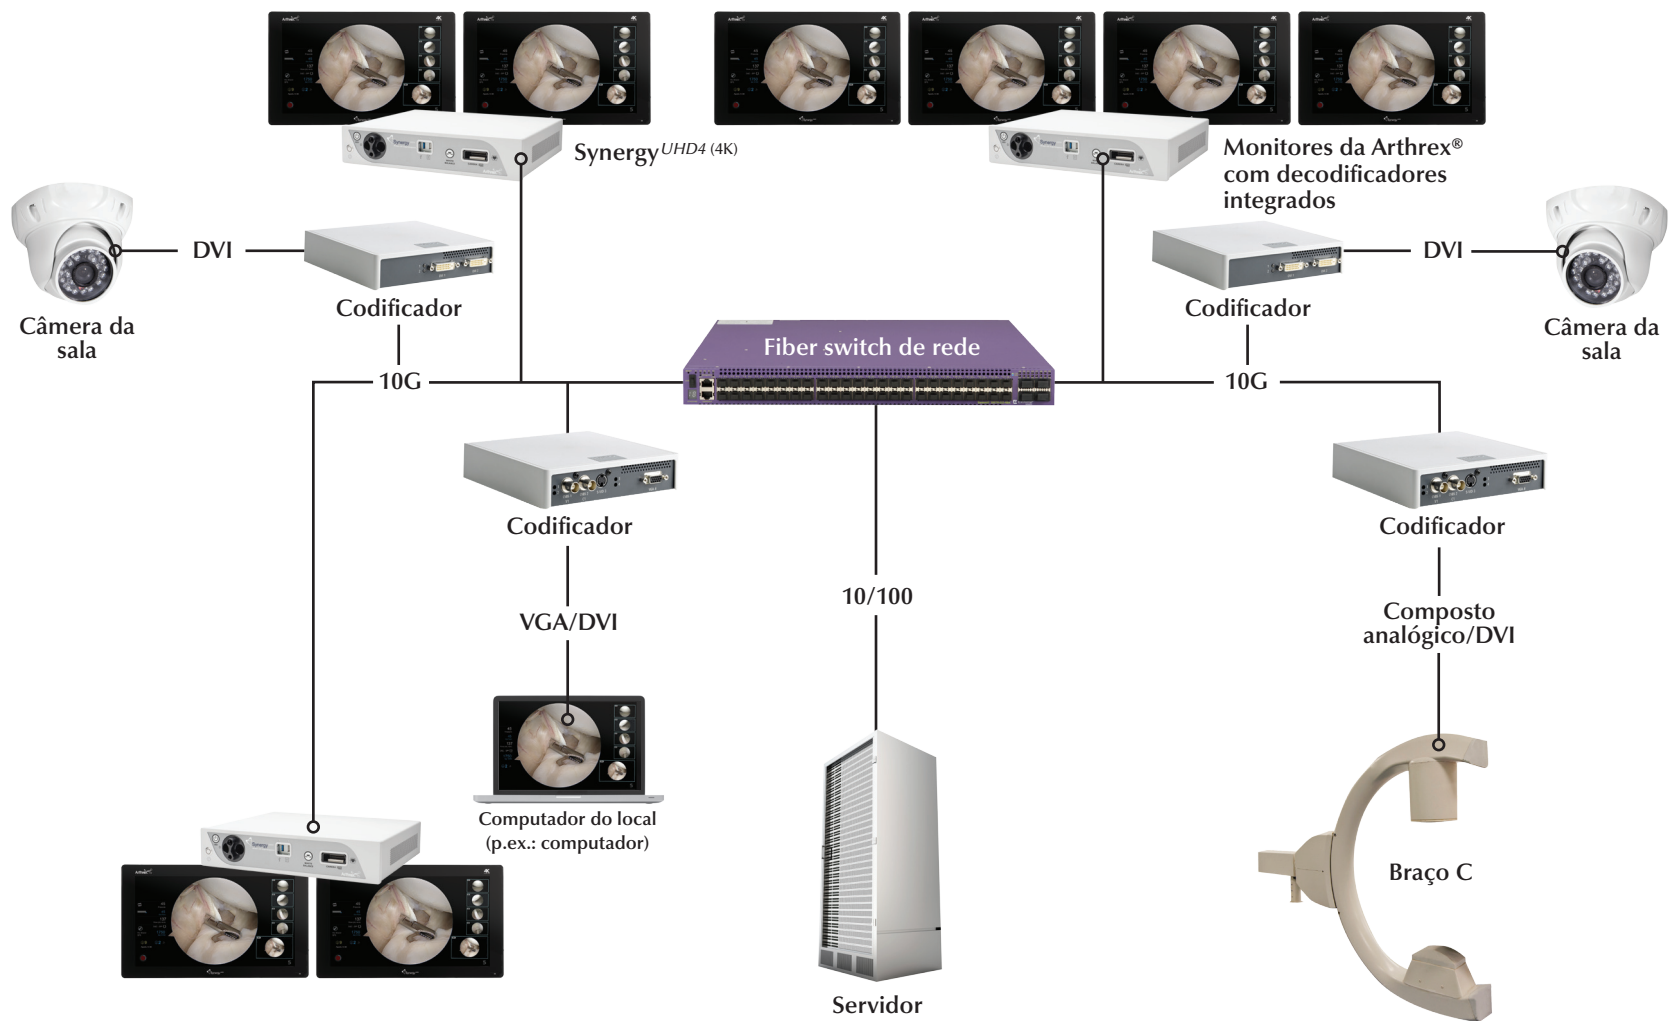 Synergy UHD4 (4K)
Monitores da Arthrex®
com decodificadores
integrados
DVI
DVI
Codificador
Codificador
Câmera da
sala
Câmera da
sala
Fiber switch de rede
10G
10G
Codificador
Codificador
10/100
VGA/DVI
Composto
analógico/DVI
Computador do local
(p.ex.: computador)
Braço C
Servidor